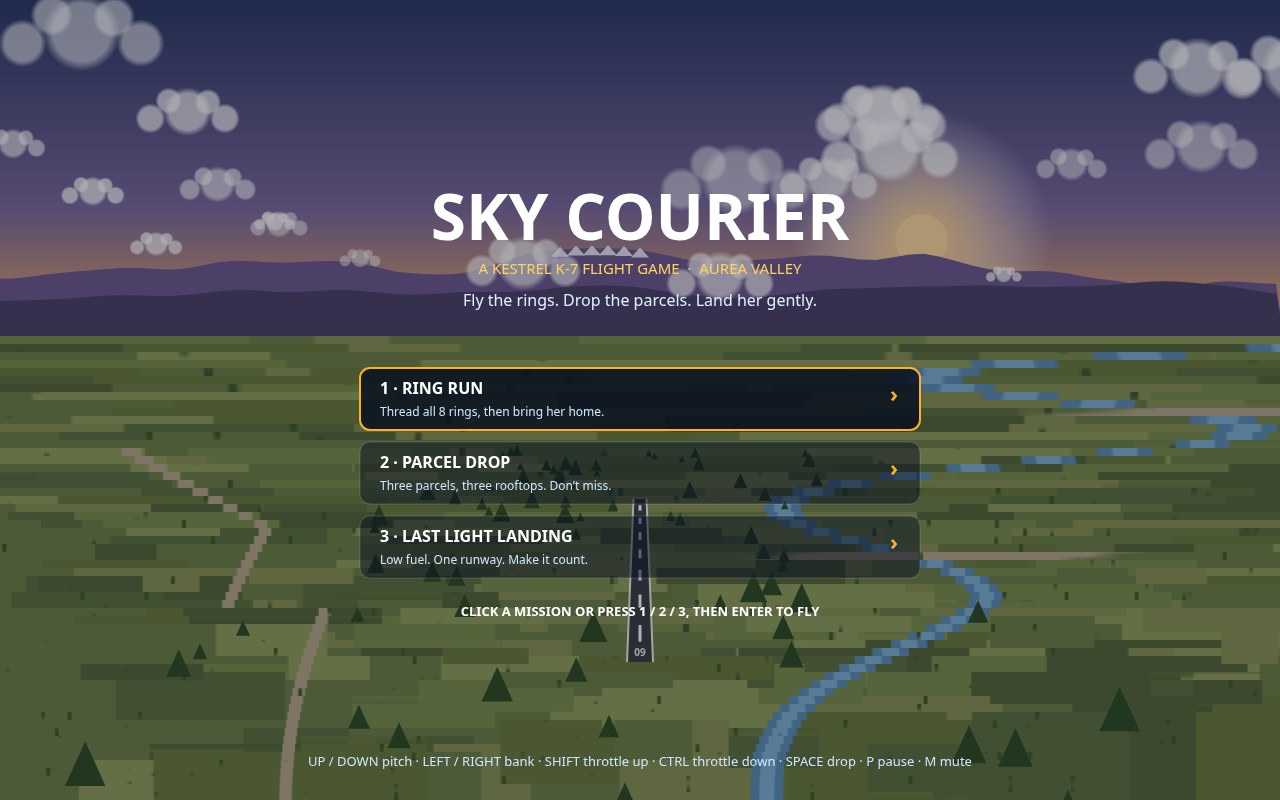 SKY COURIER
A KESTREL K-7 FLIGHT GAME · AUREA VALLEY
Fly the rings. Drop the parcels. Land her gently.
1 · RING RUN
Thread all 8 rings, then bring her home.
›
2 · PARCEL DROP
Three parcels, three rooftops. Don't miss.
›
3 · LAST LIGHT LANDING
Low fuel. One runway. Make it count.
›
CLICK A MISSION OR PRESS 1 / 2 / 3, THEN ENTER TO FLY
09
UP / DOWN pitch · LEFT / RIGHT bank · SHIFT throttle up · CTRL throttle down · SPACE drop · P pause · M mute